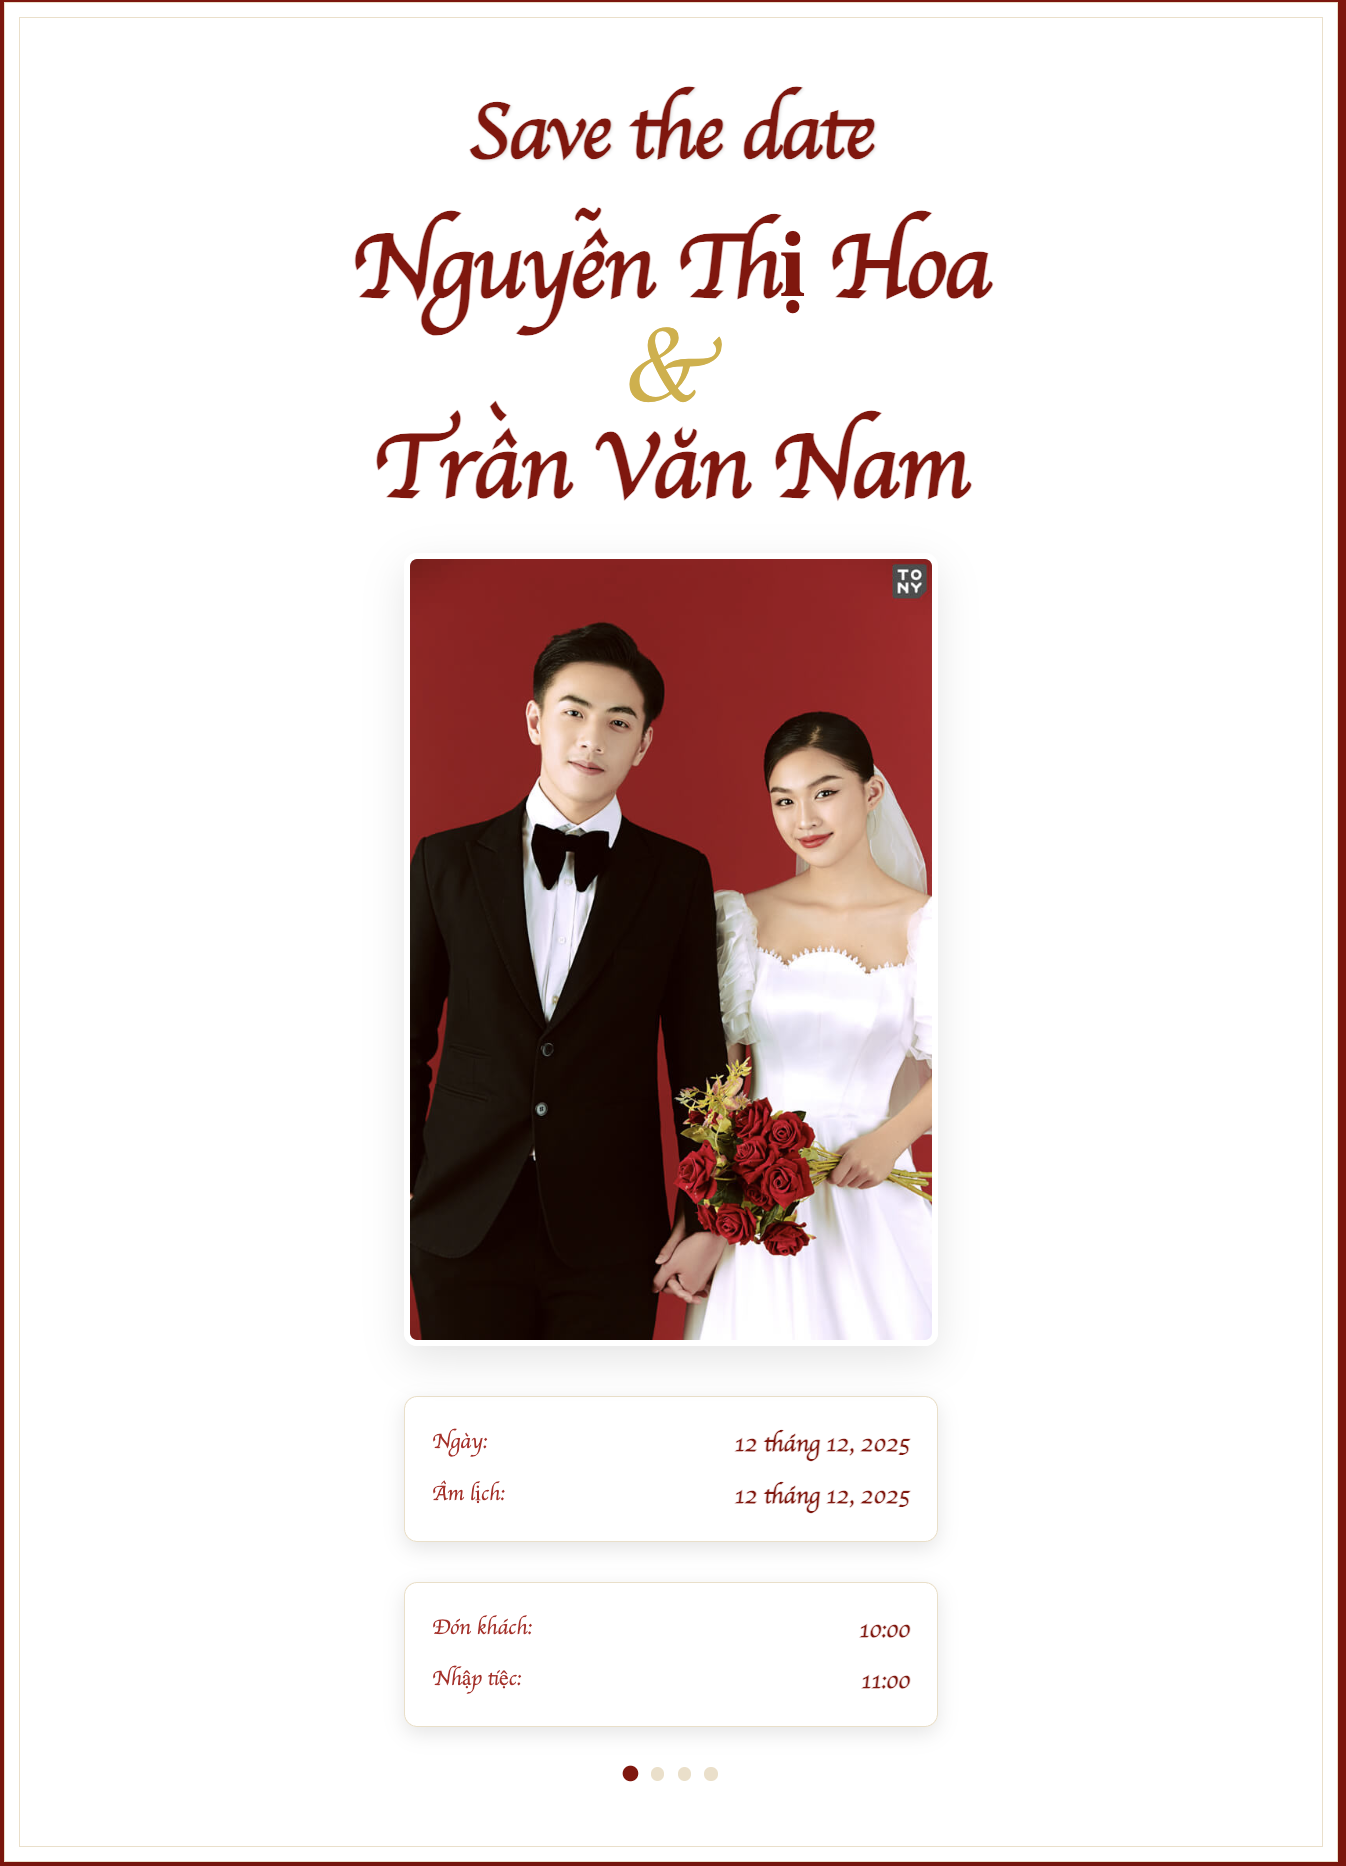 Save the date
Nguyễn Thị Hoa
&
Trần Văn Nam
TO
NY
Ngày: 12 tháng 12, 2025
Âm lịch: 12 tháng 12, 2025
Đón khách: 10:00
Nhập tiệc: 11:00